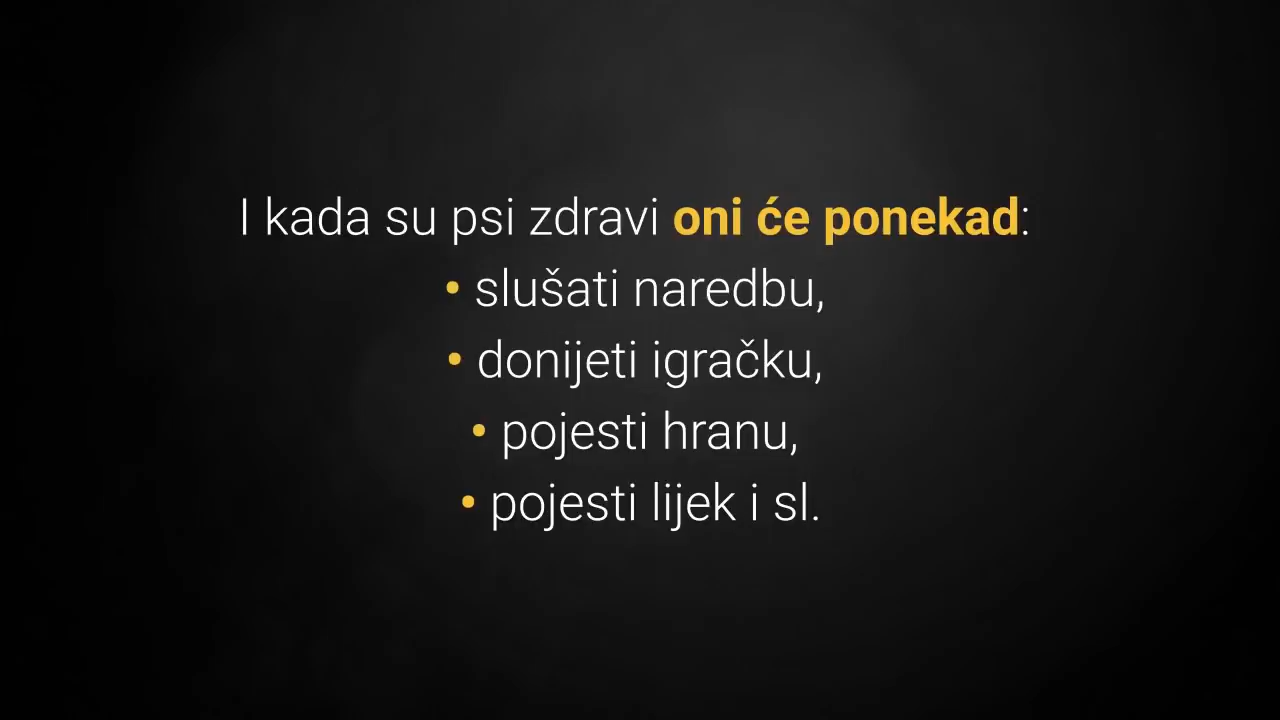 I kada su psi zdravi oni će ponekad:
• slušati naredbu,
• donijeti igračku,
• pojesti hranu,
• pojesti lijek i sl.